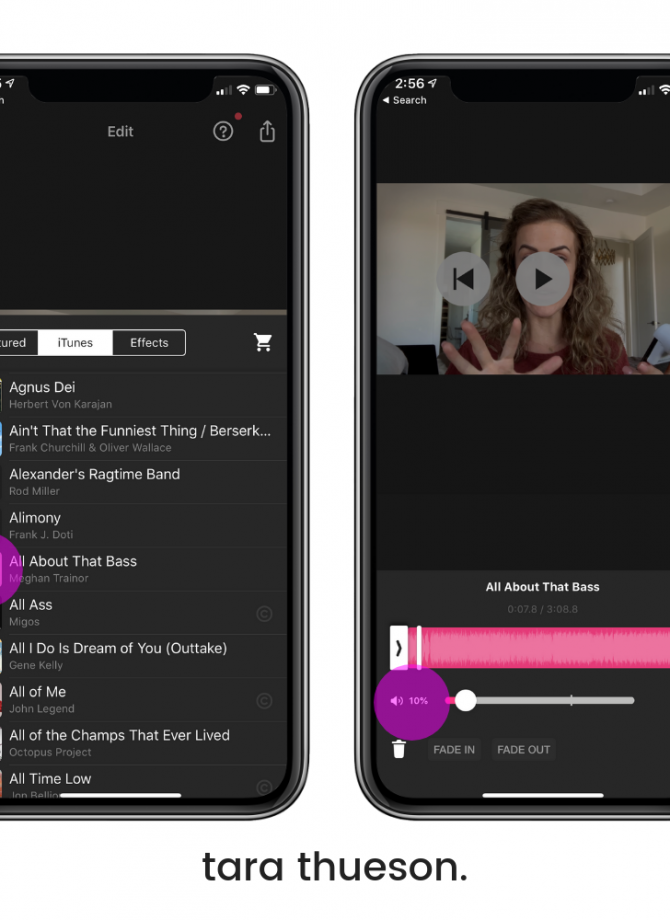 Edit
iTunes
Effects
Agnus Dei
Herbert Von Karajan
Ain't That the Funniest Thing / Berserk...
Frank Churchill & Oliver Wallace
Alexander's Ragtime Band
Rod Miller
Alimony
Frank J. Doti
All About That Bass
Meghan Trainor
All Ass
Migos
All I Do Is Dream of You (Outtake)
Gene Kelly
All of Me
John Legend
All of the Champs That Ever Lived
Octopus Project
All Time Low
Jon Bellio
2:56
Search
All About That Bass
0:07.8 / 3:08.8
10%
FADE IN
FADE OUT
tara thueson.